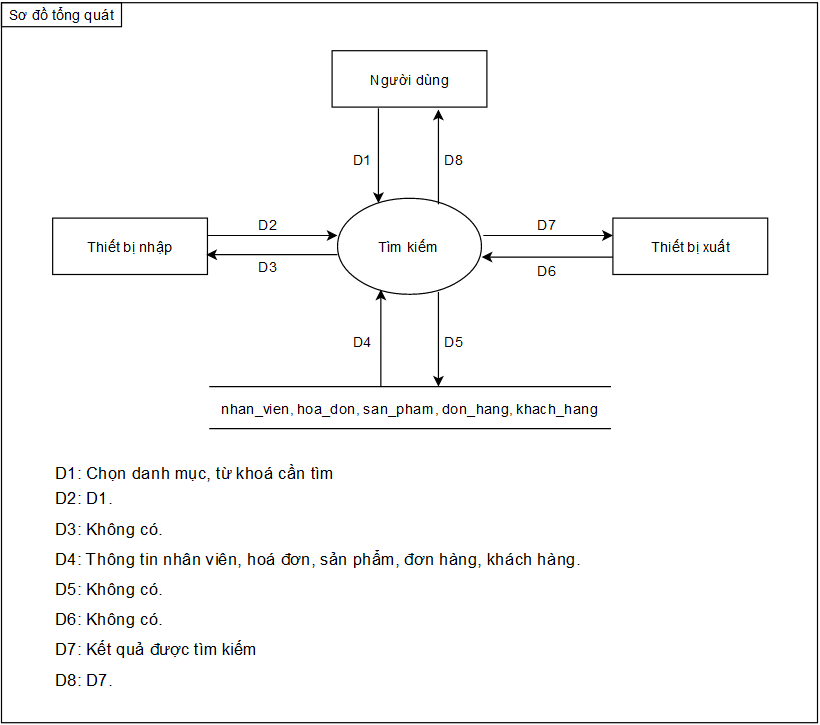 Sơ đồ tổng quát
Người dùng
D1
D8
Thiết bị nhập
D2
D3
Tìm kiếm
D7
D6
Thiết bị xuất
D4
D5
nhan_vien, hoa_don, san_pham, don_hang, khach_hang
D1: Chọn danh mục, từ khoá cần tìm
D2: D1.
D3: Không có.
D4: Thông tin nhân viên, hoá đơn, sản phẩm, đơn hàng, khách hàng.
D5: Không có.
D6: Không có.
D7: Kết quả được tìm kiếm
D8: D7.